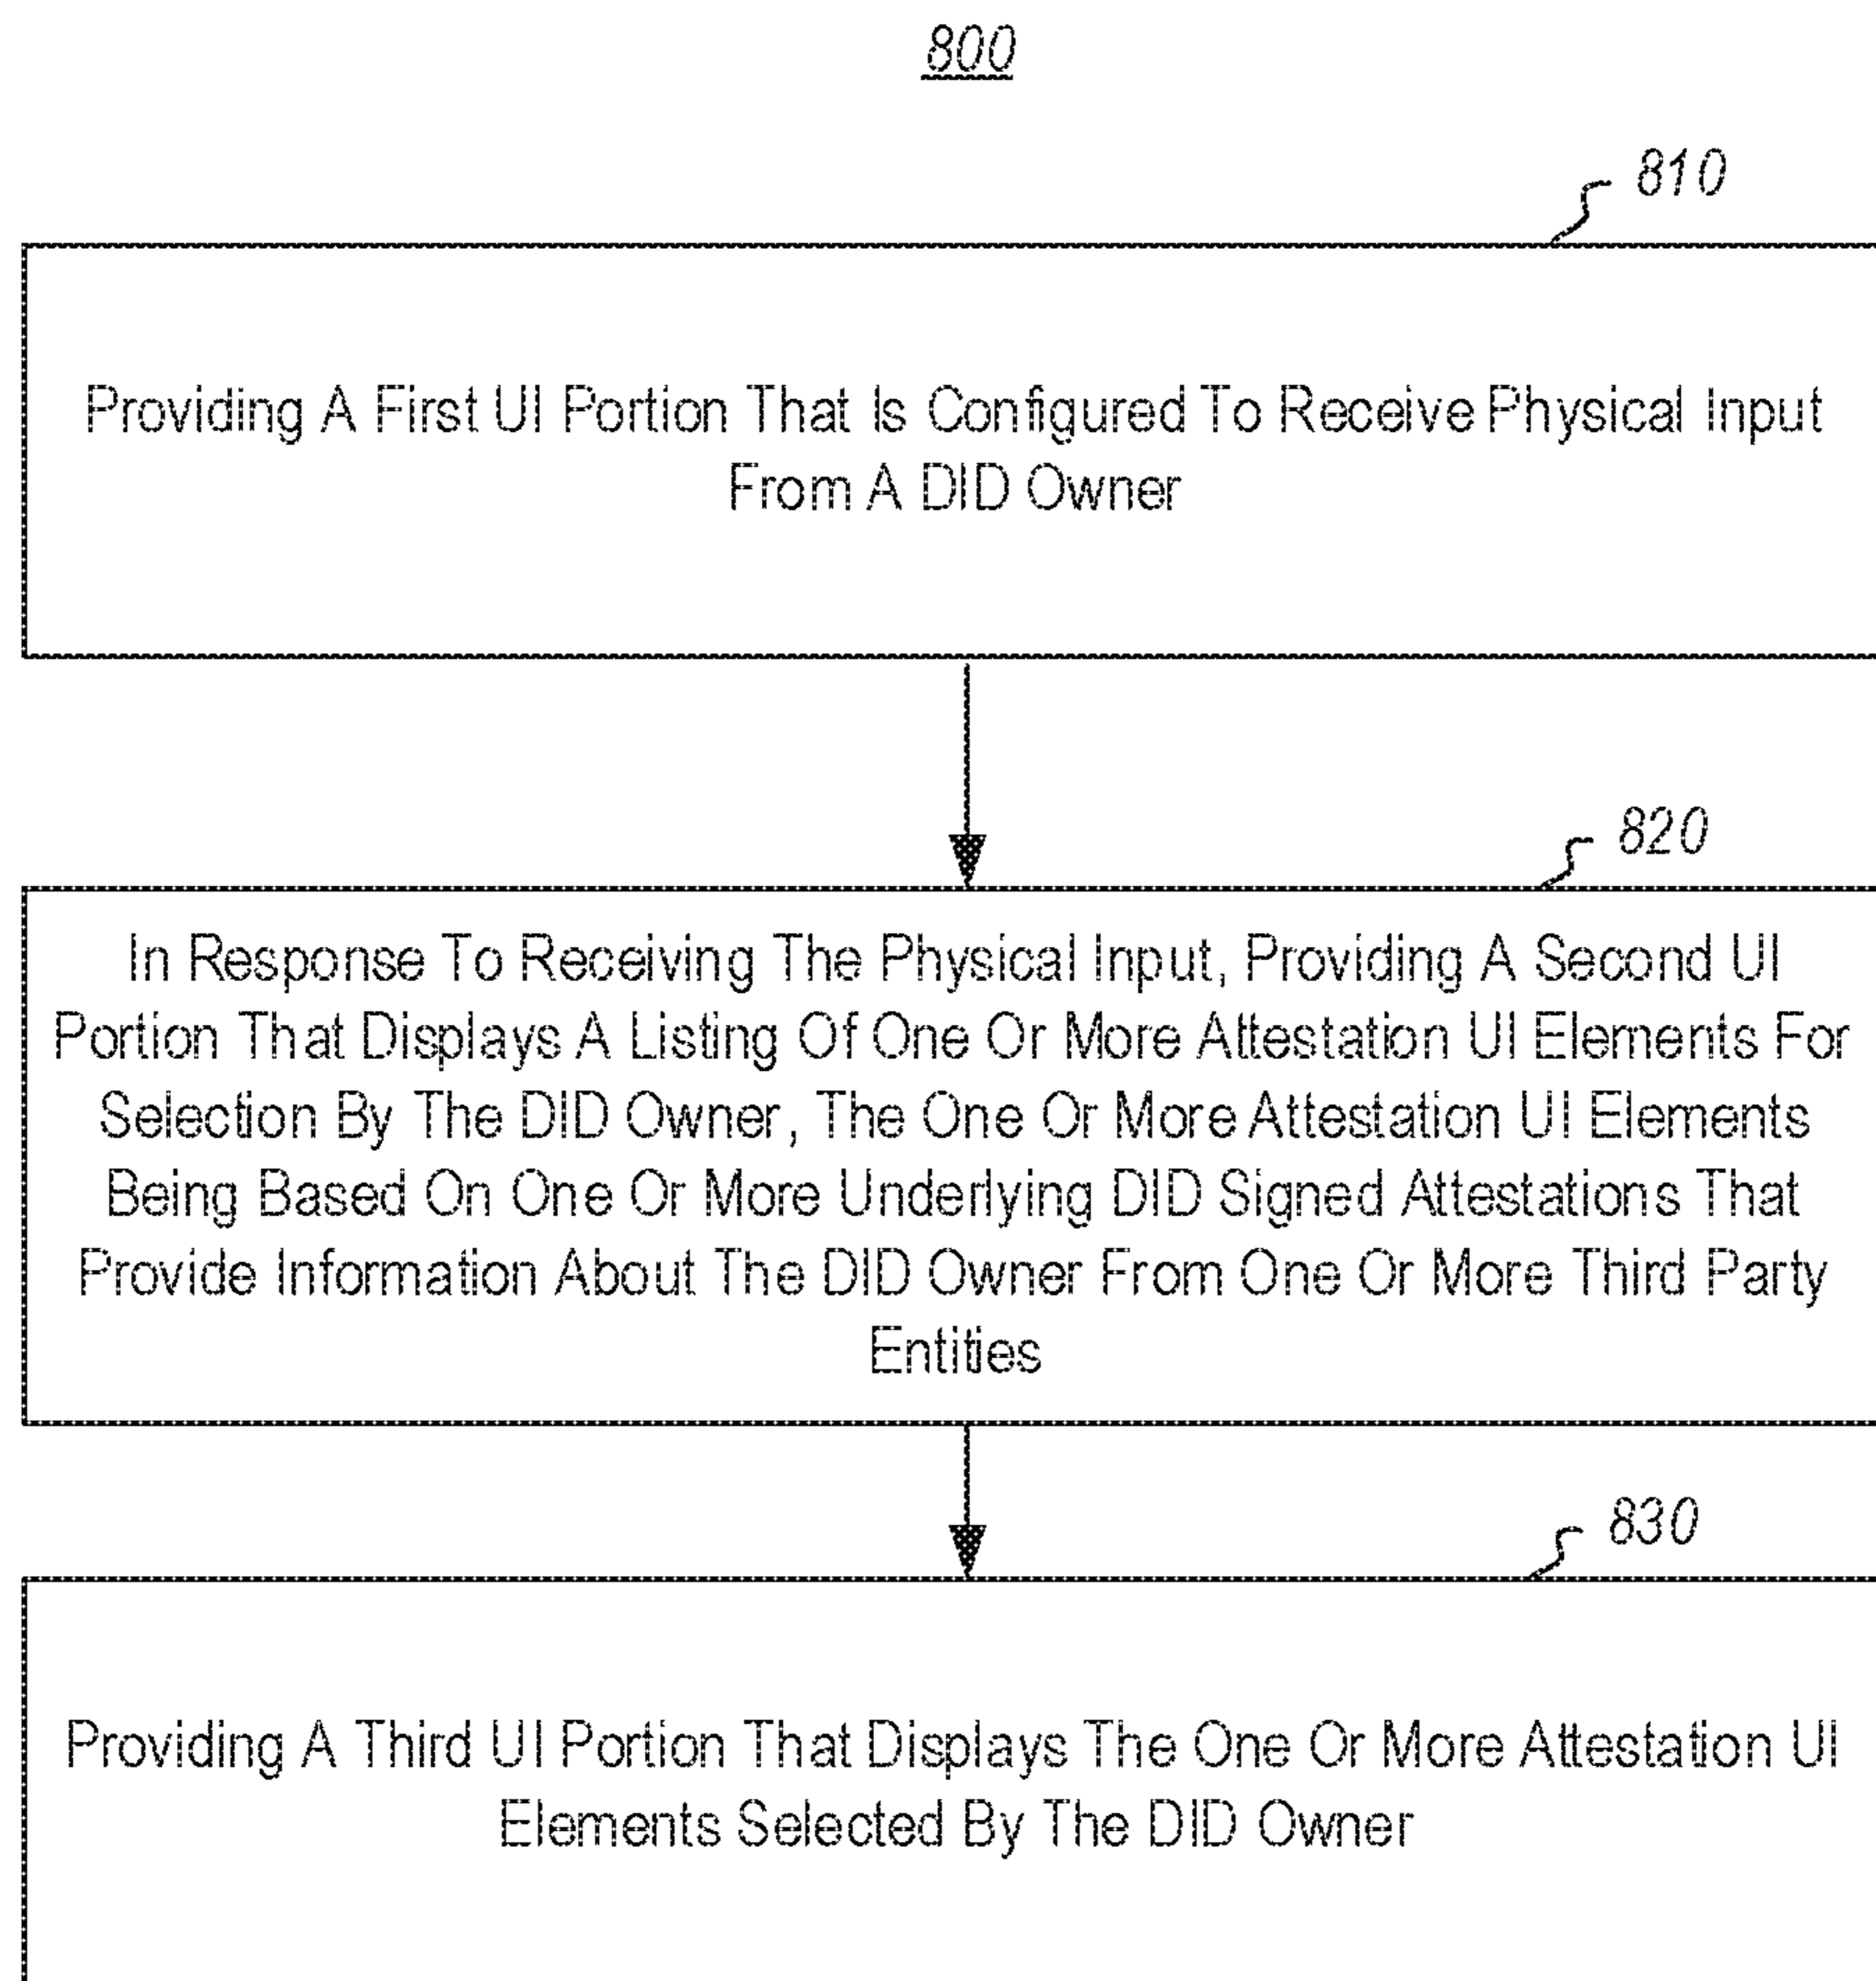 800
810
Providing A First UI Portion That Is Configured To Receive Physical Input
From A DID Owner
820
In Response To Receiving The Physical Input, Providing A Second UI
Portion That Displays A Listing Of One Or More Attestation UI Elements For
Selection By The DID Owner, The One Or More Attestation UI Elements
Being Based On One Or More Underlying DID Signed Attestations That
Provide Information About The DID Owner From One Or More Third Party
Entities
830
Providing A Third UI Portion That Displays The One Or More Attestation UI
Elements Selected By The DID Owner